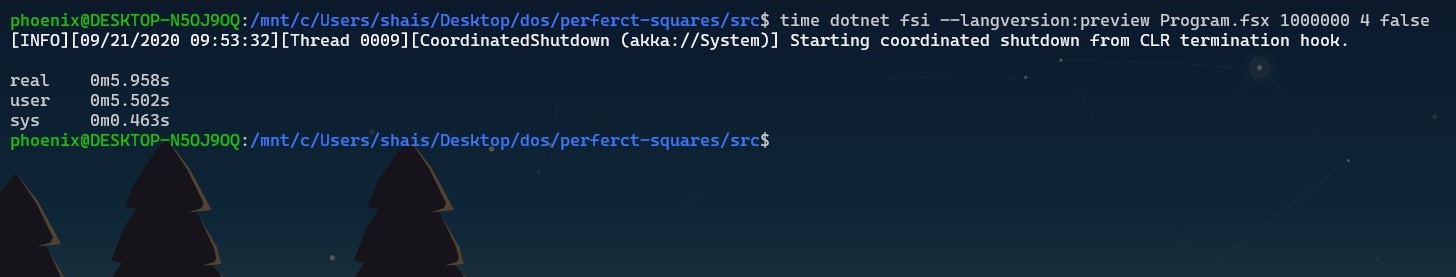 phoenix@DESKTOP-N5OJ9OQ:/mnt/c/Users/shais/Desktop/dos/perferct-squares/src$ time dotnet fsi --langversion:preview Program.fsx 1000000 4 false
[INFO][09/21/2020 09:53:32][Thread 0009][CoordinatedShutdown (akka://System)] Starting coordinated shutdown from CLR termination hook.
real 0m5.958s
user 0m5.502s
sys 0m0.463s
phoenix@DESKTOP-N5OJ9OQ:/mnt/c/Users/shais/Desktop/dos/perferct-squares/src$